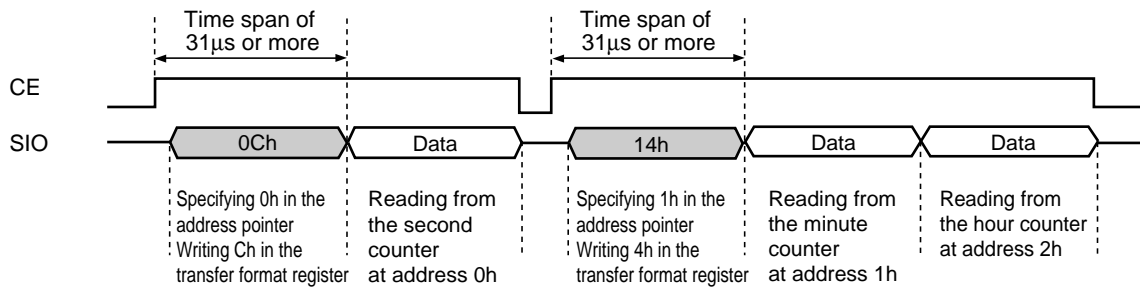 Time span of
31μs or more
Time span of
31μs or more
CE
SIO
0Ch
Data
14h
Data
Data
Specifying 0h in the
address pointer
Writing Ch in the
transfer format register
Reading from
the second
counter
at address 0h
Specifying 1h in the
address pointer
Writing 4h in the
transfer format register
Reading from
the minute
counter
at address 1h
Reading from
the hour counter
at address 2h